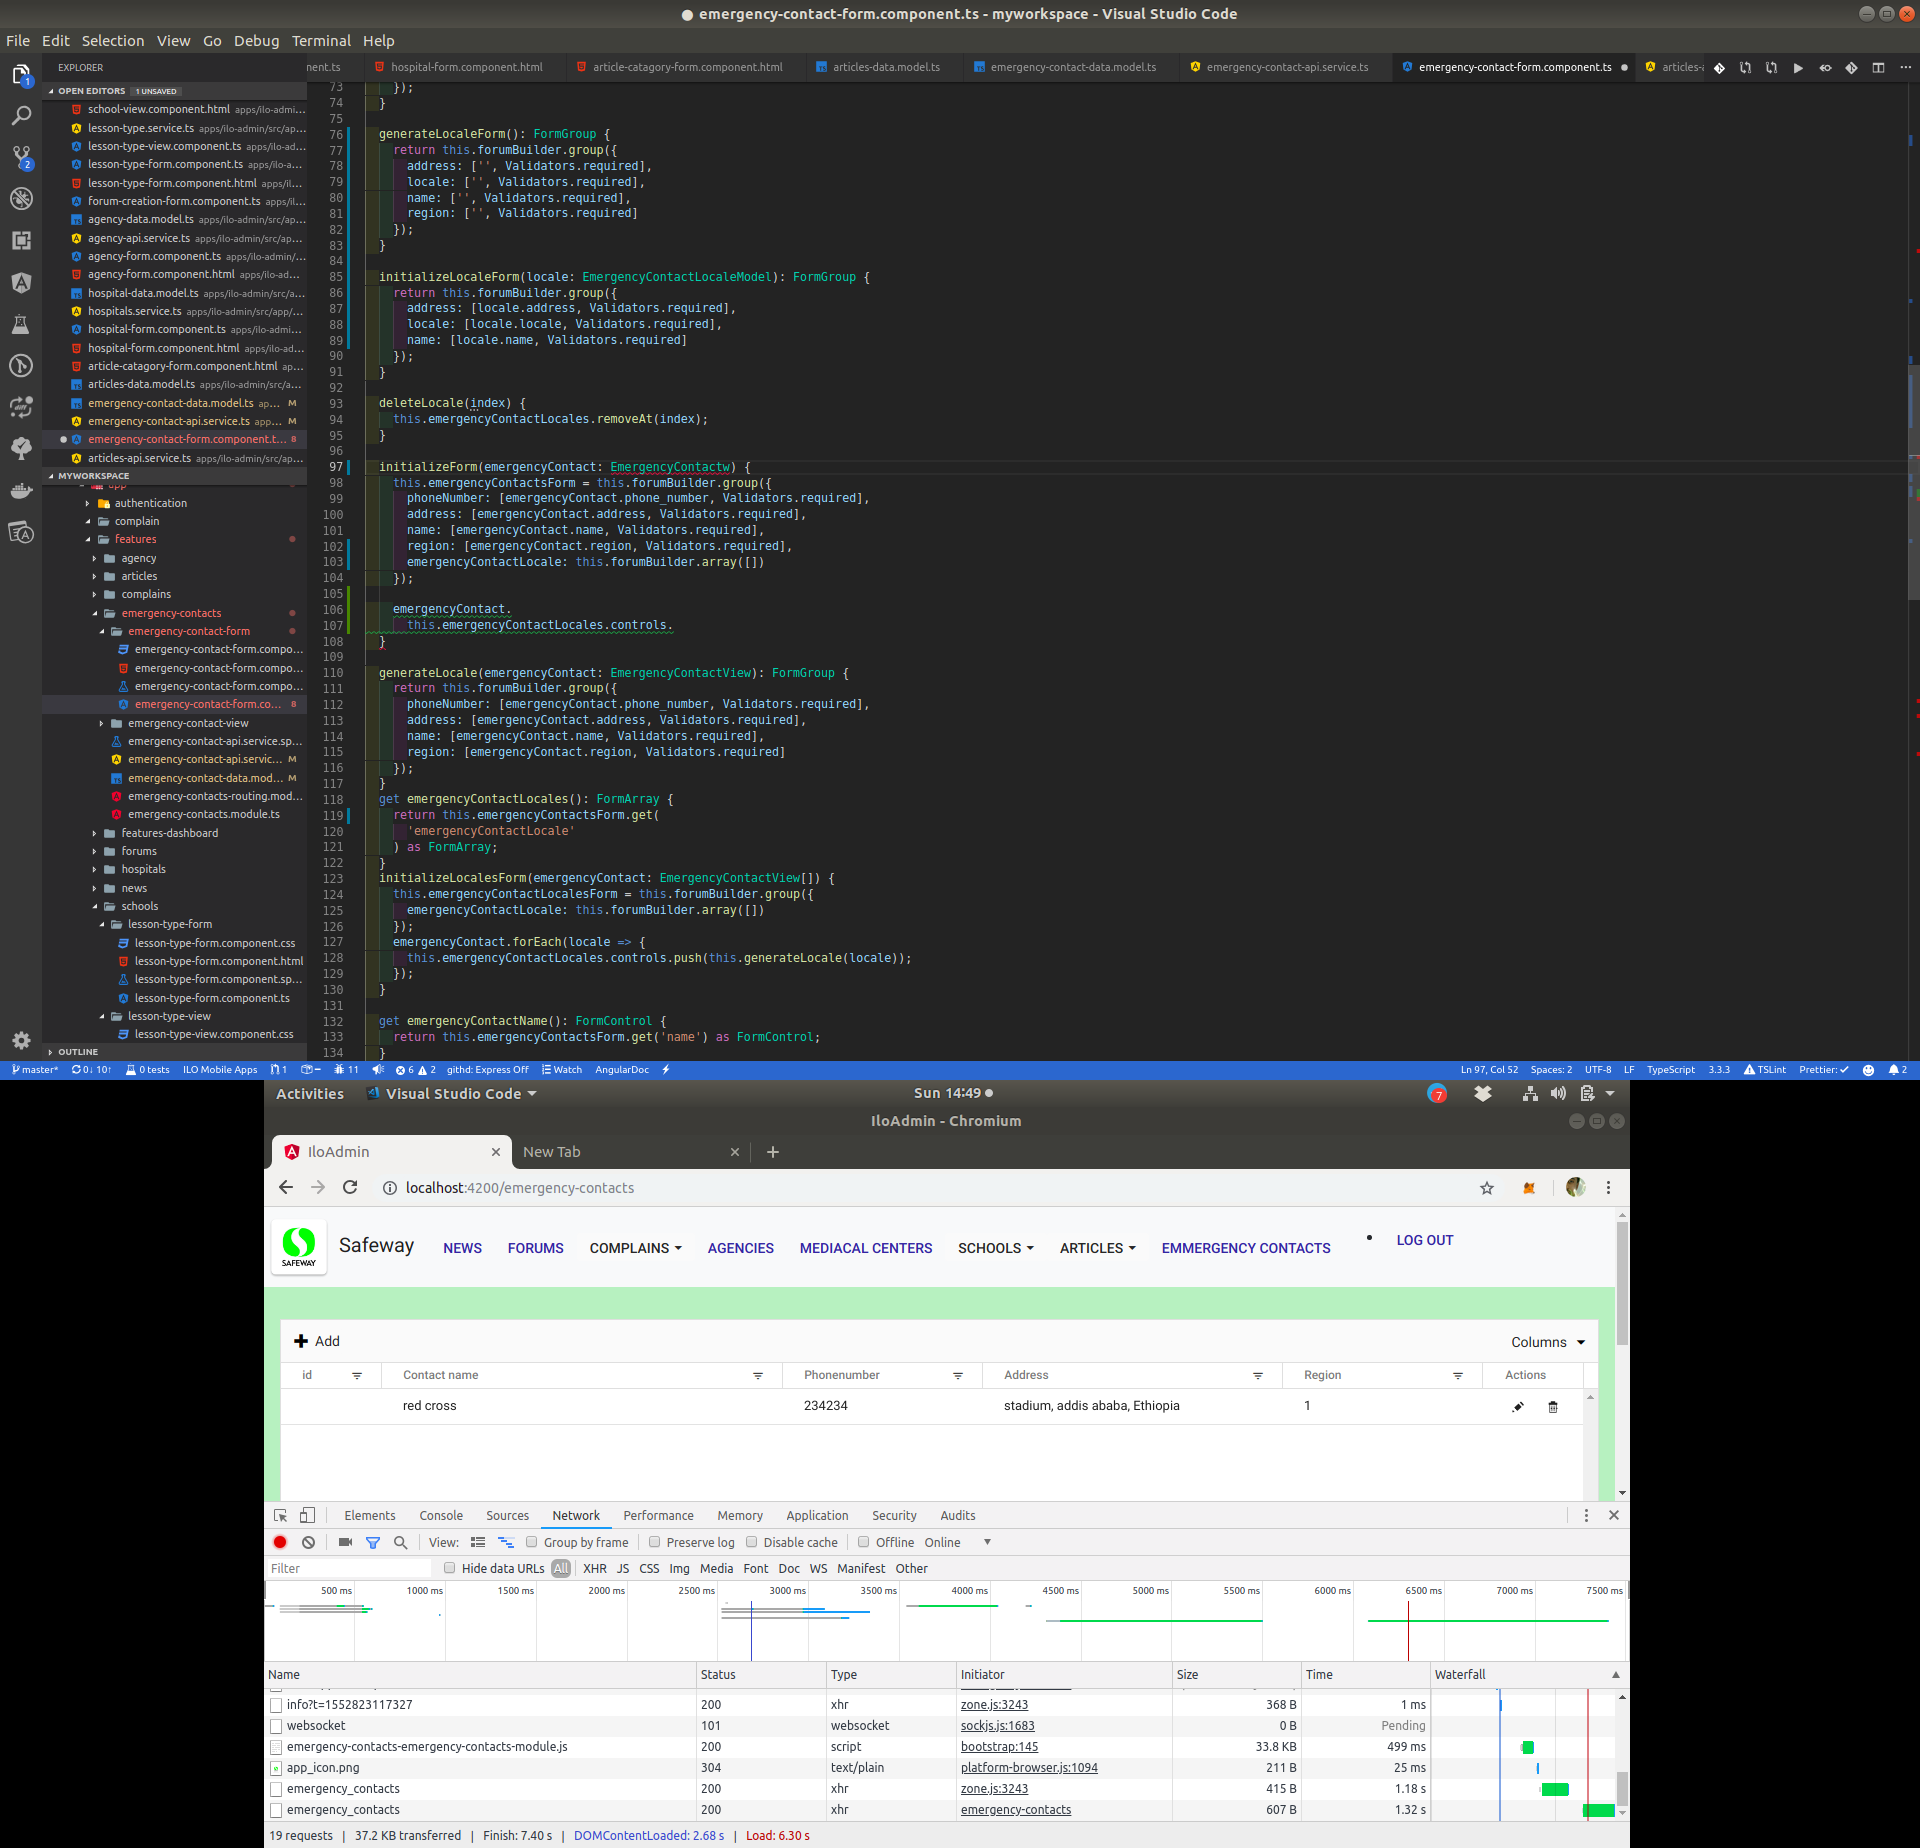 ● emergency-contact-form.component.ts - myworkspace - Visual Studio Code
File Edit Selection View Go Debug Terminal Help
EXPLORER
nent.ts hospital-form.component.html article-catagory-form.component.html articles-data.model.ts emergency-contact-data.model.ts emergency-contact-api.service.ts emergency-contact-form.component.ts ● articles-
OPEN EDITORS 1 UNSAVED
school-view.component.html apps/ilo-admin...
lesson-type.service.ts apps/ilo-admin/src/ap...
lesson-type-view.component.ts apps/ilo-ad...
lesson-type-form.component.ts apps/ilo-a...
lesson-type-form.component.html apps/il...
forum-creation-form.component.ts apps/il...
agency-data.model.ts apps/ilo-admin/src/ap...
agency-api.service.ts apps/ilo-admin/src/ap...
agency-form.component.ts apps/ilo-admin...
agency-form.component.html apps/ilo-ad...
hospital-data.model.ts apps/ilo-admin/src/a...
hospitals.service.ts apps/ilo-admin/src/app/...
hospital-form.component.ts apps/ilo-admi...
hospital-form.component.html apps/ilo-ad...
article-catagory-form.component.html ap...
articles-data.model.ts apps/ilo-admin/src/a...
emergency-contact-data.model.ts ap... M
emergency-contact-api.service.ts app... M
emergency-contact-form.component.t... 8
articles-api.service.ts apps/ilo-admin/src/ap...
MYWORKSPACE
app
authentication
complain
features
agency
articles
complains
emergency-contacts
emergency-contact-form
emergency-contact-form.compo...
emergency-contact-form.compo...
emergency-contact-form.compo...
emergency-contact-form.co... 8
emergency-contact-view
emergency-contact-api.service.sp...
emergency-contact-api.servic... M
emergency-contact-data.mod... M
emergency-contacts-routing.mod...
emergency-contacts.module.ts
features-dashboard
forums
hospitals
news
schools
lesson-type-form
lesson-type-form.component.css
lesson-type-form.component.html
lesson-type-form.component.sp...
lesson-type-form.component.ts
lesson-type-view
lesson-type-view.component.css
OUTLINE
73 });
74 }
75
76 generateLocaleForm(): FormGroup {
77 return this.forumBuilder.group({
78 address: ['', Validators.required],
79 locale: ['', Validators.required],
80 name: ['', Validators.required],
81 region: ['', Validators.required]
82 });
83 }
84
85 initializeLocaleForm(locale: EmergencyContactLocaleModel): FormGroup {
86 return this.forumBuilder.group({
87 address: [locale.address, Validators.required],
88 locale: [locale.locale, Validators.required],
89 name: [locale.name, Validators.required]
90 });
91 }
92
93 deleteLocale(index) {
94 this.emergencyContactLocales.removeAt(index);
95 }
96
97 initializeForm(emergencyContact: EmergencyContactw) {
98 this.emergencyContactsForm = this.forumBuilder.group({
99 phoneNumber: [emergencyContact.phone_number, Validators.required],
100 address: [emergencyContact.address, Validators.required],
101 name: [emergencyContact.name, Validators.required],
102 region: [emergencyContact.region, Validators.required],
103 emergencyContactLocale: this.forumBuilder.array([])
104 });
105
106 emergencyContact.
107 this.emergencyContactLocales.controls.
108 }
109
110 generateLocale(emergencyContact: EmergencyContactView): FormGroup {
111 return this.forumBuilder.group({
112 phoneNumber: [emergencyContact.phone_number, Validators.required],
113 address: [emergencyContact.address, Validators.required],
114 name: [emergencyContact.name, Validators.required],
115 region: [emergencyContact.region, Validators.required]
116 });
117 }
118 get emergencyContactLocales(): FormArray {
119 return this.emergencyContactsForm.get(
120 'emergencyContactLocale'
121 ) as FormArray;
122 }
123 initializeLocalesForm(emergencyContact: EmergencyContactView[]) {
124 this.emergencyContactLocalesForm = this.forumBuilder.group({
125 emergencyContactLocale: this.forumBuilder.array([])
126 });
127 emergencyContact.forEach(locale => {
128 this.emergencyContactLocales.controls.push(this.generateLocale(locale));
129 });
130 }
131
132 get emergencyContactName(): FormControl {
133 return this.emergencyContactsForm.get('name') as FormControl;
134 }
master* 0↓ 10↑ 0 tests ILO Mobile Apps 1 11 6 2 githd: Express Off Watch AngularDoc Ln 97, Col 52 Spaces: 2 UTF-8 LF TypeScript 3.3.3 TSLint Prettier: ✓ 2
Activities Visual Studio Code Sun 14:49 ● 7
IloAdmin - Chromium
IloAdmin New Tab
localhost:4200/emergency-contacts
SAFEWAY Safeway NEWS FORUMS COMPLAINS AGENCIES MEDIACAL CENTERS SCHOOLS ARTICLES EMMERGENCY CONTACTS • LOG OUT
Add Columns
id Contact name Phonenumber Address Region Actions
red cross 234234 stadium, addis ababa, Ethiopia 1
Elements Console Sources Network Performance Memory Application Security Audits
View: Group by frame Preserve log Disable cache Offline Online
Filter Hide data URLs All XHR JS CSS Img Media Font Doc WS Manifest Other
500 ms 1000 ms 1500 ms 2000 ms 2500 ms 3000 ms 3500 ms 4000 ms 4500 ms 5000 ms 5500 ms 6000 ms 6500 ms 7000 ms 7500 ms
Name Status Type Initiator Size Time Waterfall
info?t=1552823117327 200 xhr zone.js:3243 368 B 1 ms
websocket 101 websocket sockjs.js:1683 0 B Pending
emergency-contacts-emergency-contacts-module.js 200 script bootstrap:145 33.8 KB 499 ms
app_icon.png 304 text/plain platform-browser.js:1094 211 B 25 ms
emergency_contacts 200 xhr zone.js:3243 415 B 1.18 s
emergency_contacts 200 xhr emergency-contacts 607 B 1.32 s
19 requests | 37.2 KB transferred | Finish: 7.40 s | DOMContentLoaded: 2.68 s | Load: 6.30 s